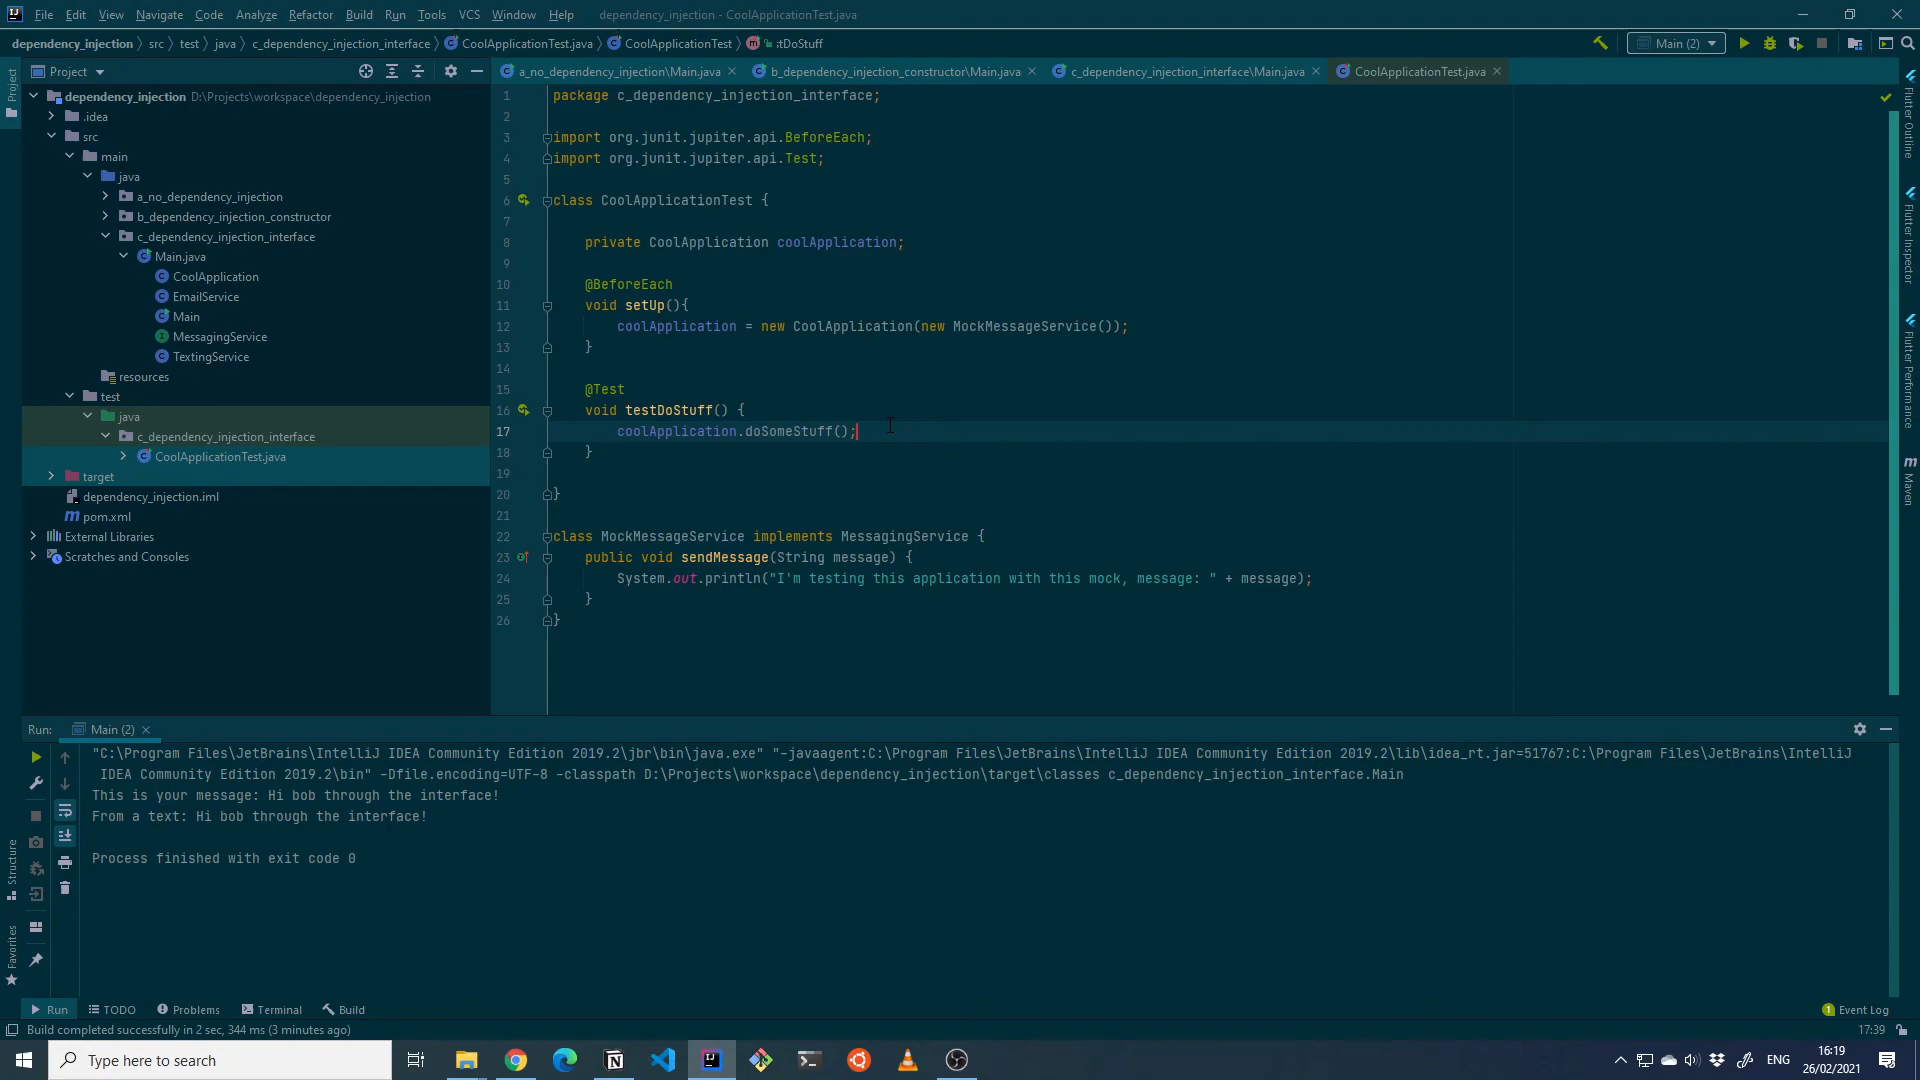 File Edit View Navigate Code Analyze Refactor Build Run Tools VCS Window Help dependency_injection - CoolApplicationTest.java
dependency_injection src test java c_dependency_injection_interface CoolApplicationTest.java CoolApplicationTest :tDoStuff Main (2)
Project
a_no_dependency_injection\Main.java b_dependency_injection_constructor\Main.java c_dependency_injection_interface\Main.java CoolApplicationTest.java
Project
dependency_injection D:\Projects\workspace\dependency_injection
.idea
src
main
java
a_no_dependency_injection
b_dependency_injection_constructor
c_dependency_injection_interface
Main.java
CoolApplication
EmailService
Main
MessagingService
TextingService
resources
test
java
c_dependency_injection_interface
CoolApplicationTest.java
target
dependency_injection.iml
pom.xml
External Libraries
Scratches and Consoles
1 package c_dependency_injection_interface;
2
3 import org.junit.jupiter.api.BeforeEach;
4 import org.junit.jupiter.api.Test;
5
6 class CoolApplicationTest {
7
8 private CoolApplication coolApplication;
9
10 @BeforeEach
11 void setUp(){
12 coolApplication = new CoolApplication(new MockMessageService());
13 }
14
15 @Test
16 void testDoStuff() {
17 coolApplication.doSomeStuff();
18 }
19
20 }
21
22 class MockMessageService implements MessagingService {
23 public void sendMessage(String message) {
24 System.out.println("I'm testing this application with this mock, message: " + message);
25 }
26 }
Flutter Outline
Flutter Inspector
Flutter Performance
Maven
Run: Main (2)
"C:\Program Files\JetBrains\IntelliJ IDEA Community Edition 2019.2\jbr\bin\java.exe" "-javaagent:C:\Program Files\JetBrains\IntelliJ IDEA Community Edition 2019.2\lib\idea_rt.jar=51767:C:\Program Files\JetBrains\IntelliJ
IDEA Community Edition 2019.2\bin" -Dfile.encoding=UTF-8 -classpath D:\Projects\workspace\dependency_injection\target\classes c_dependency_injection_interface.Main
This is your message: Hi bob through the interface!
From a text: Hi bob through the interface!
Process finished with exit code 0
Structure
Favorites
Run TODO Problems Terminal Build 1 Event Log
Build completed successfully in 2 sec, 344 ms (3 minutes ago) 17:39
Type here to search ENG 16:19
26/02/2021